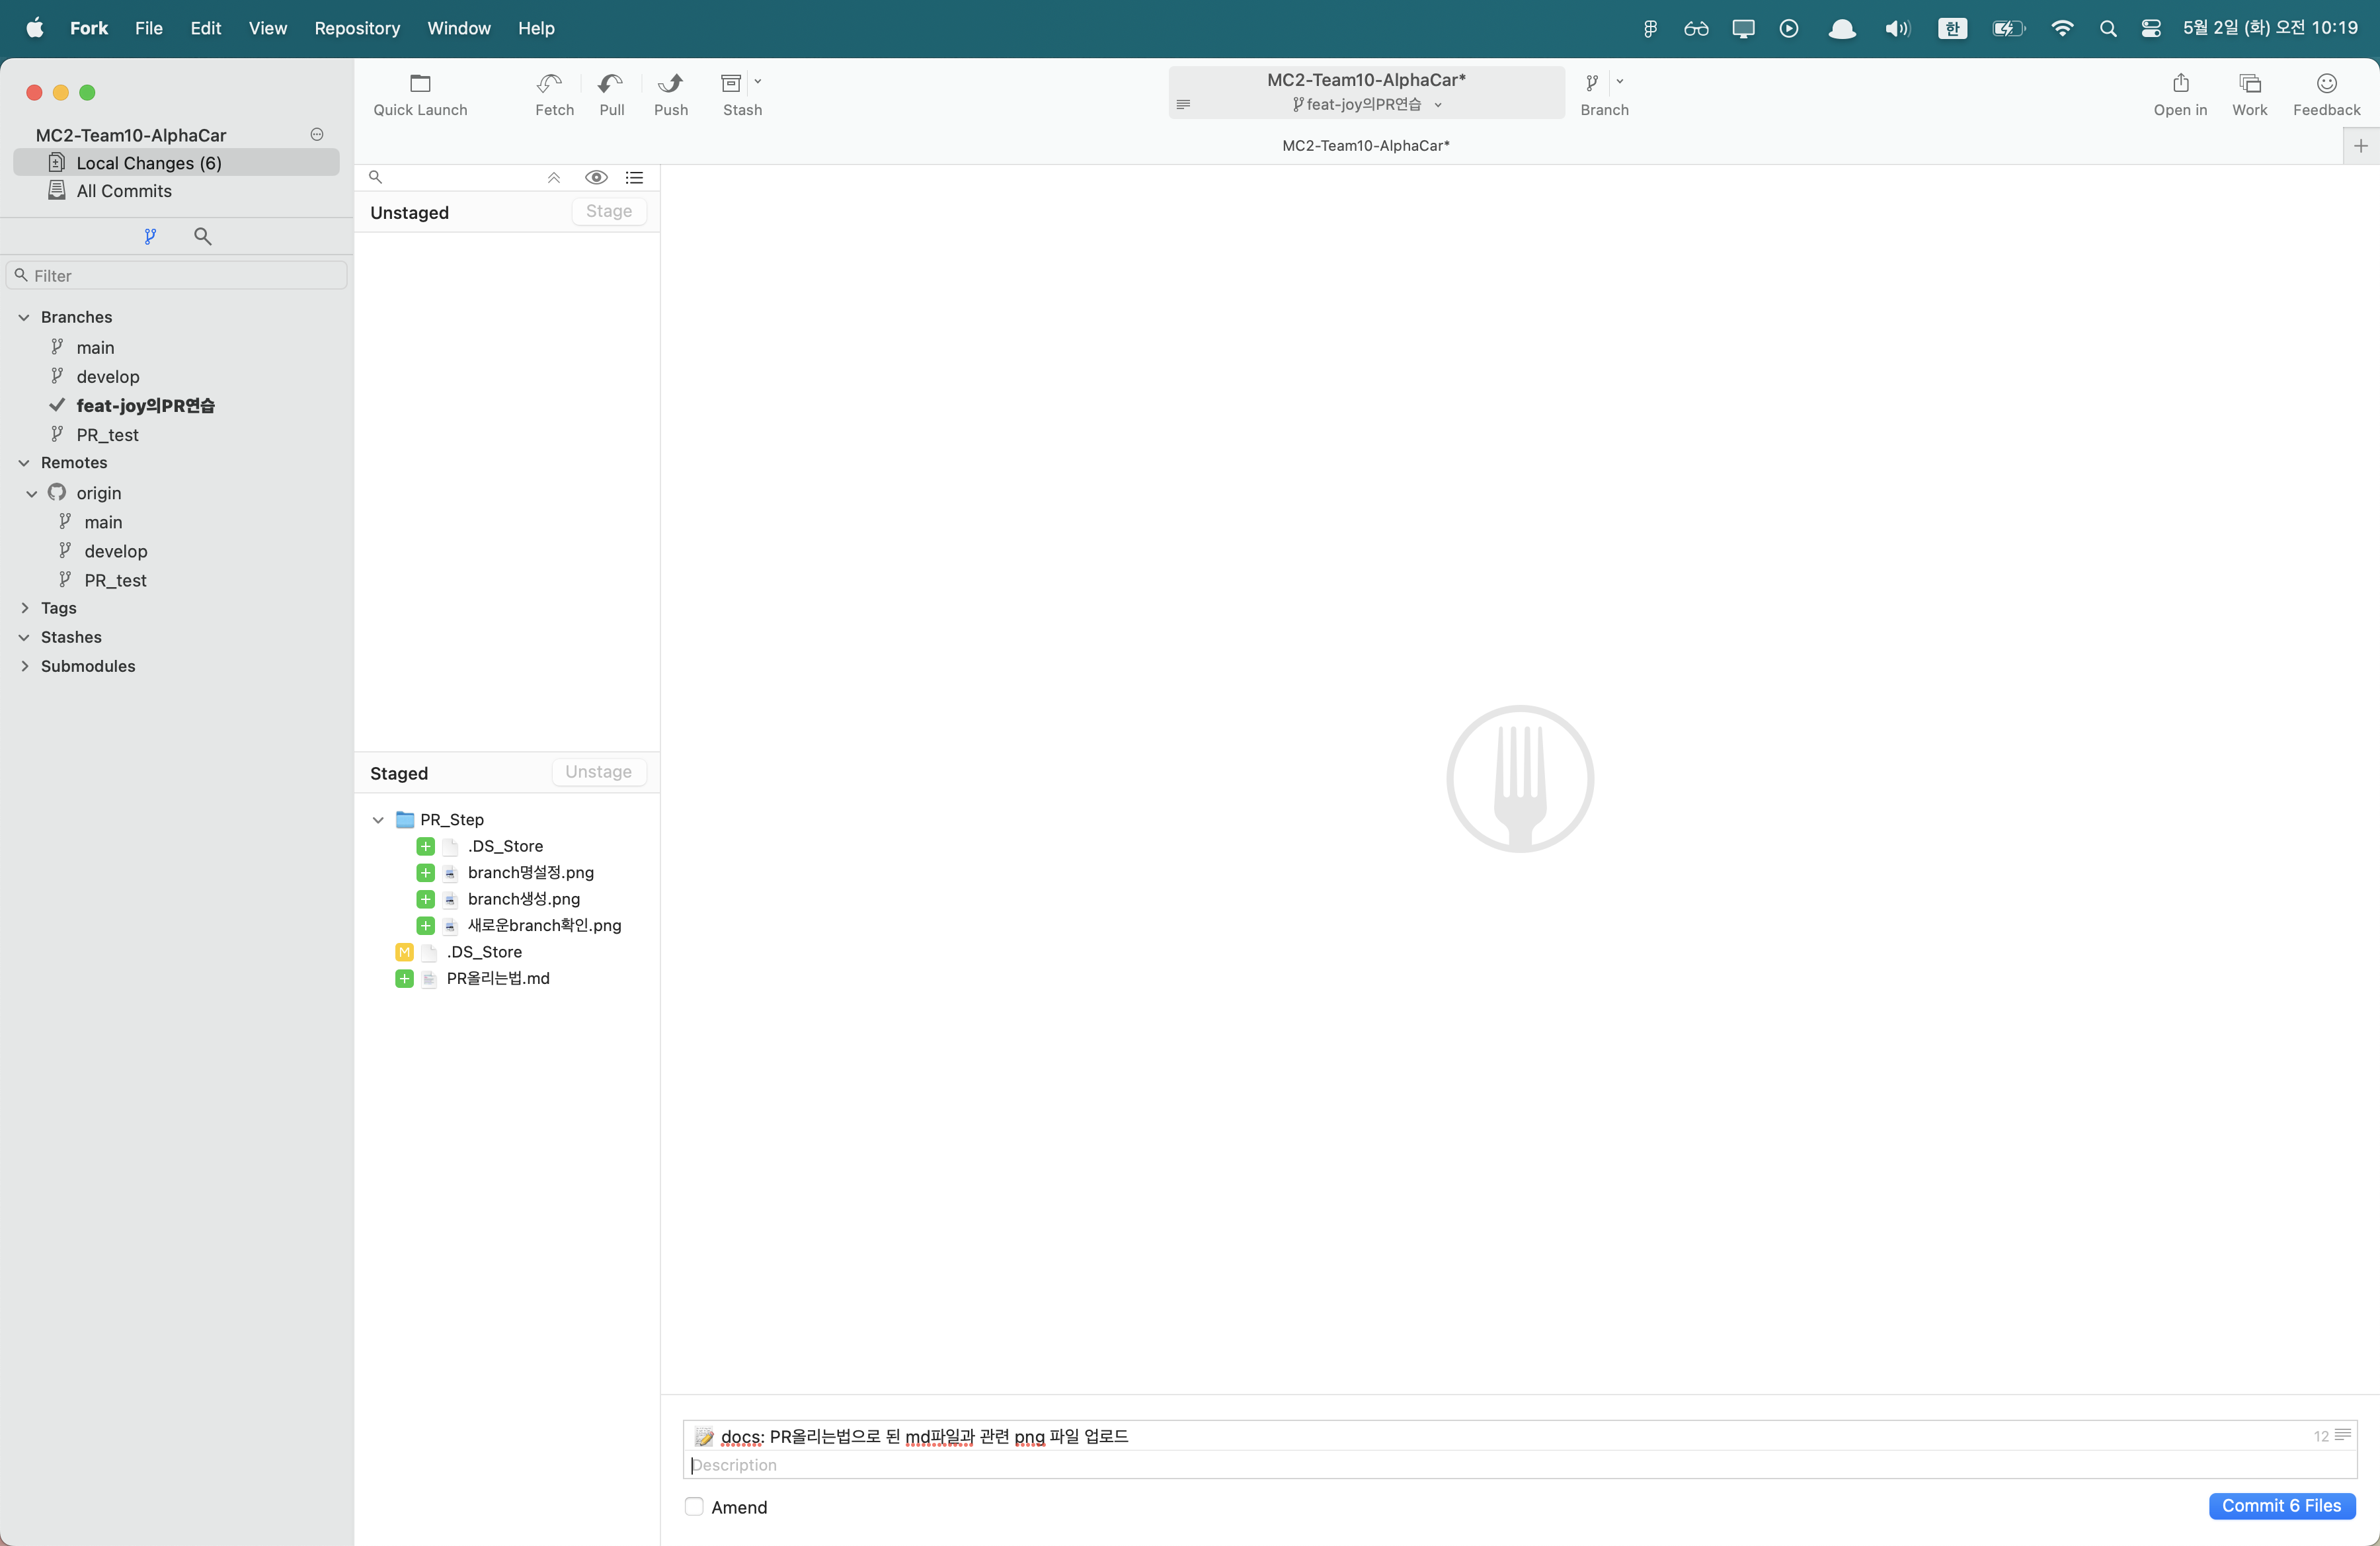 Fork File Edit View Repository Window Help 한 5월 2일 (화) 오전 10:19
Quick Launch Fetch Pull Push Stash
MC2-Team10-AlphaCar*
feat-joy의PR연습
Branch Open in Work Feedback
MC2-Team10-AlphaCar*
MC2-Team10-AlphaCar
Local Changes (6)
All Commits
Filter
Branches
main
develop
feat-joy의PR연습
PR_test
Remotes
origin
main
develop
PR_test
Tags
Stashes
Submodules
Unstaged Stage
Staged Unstage
PR_Step
.DS_Store
branch명설정.png
branch생성.png
새로운branch확인.png
M .DS_Store
PR올리는법.md
docs: PR올리는법으로 된 md파일과 관련 png 파일 업로드 12
Description
Amend Commit 6 Files